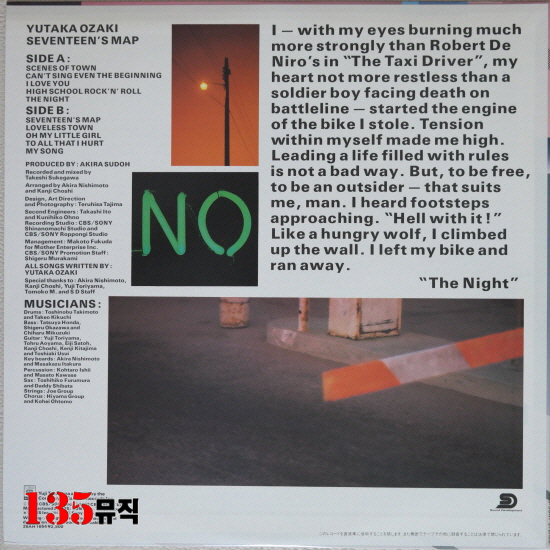 YUTAKA OZAKI
SEVENTEEN'S MAP
SIDE A :
SCENES OF TOWN
CAN'T SING EVEN THE BEGINNING
I LOVE YOU
HIGH SCHOOL ROCK'N' ROLL
THE NIGHT
SIDE B :
SEVENTEEN'S MAP
LOVELESS TOWN
OH MY LITTLE GIRL
TO ALL THAT I HURT
MY SONG
PRODUCED BY : AKIRA SUDOH
Recorded and mixed by
Takeshi Sukegawa
Arranged by Akira Nishimoto
and Kanji Choshi
Design, Art Direction
and Photography : Teruhisa Tajima
Second Engineers : Takashi Ito
and Kunihiko Ohno
Recording Studio : CBS/SONY
Shinanomachi Studio and
CBS/SONY Roppongi Studio
Management : Makoto Fukuda
for Mother Enterprise Inc.
CBS/SONY Promotion Staff :
Shigeru Murakami
ALL SONGS WRITTEN BY :
YUTAKA OZAKI
Special thanks to : Akira Nishimoto,
Kanji Choshi, Yuji Toriyama,
Tomoko M. and S D Staff
MUSICIANS :
Drums : Toshinobu Takimoto
and Takao Kikuchi
Bass : Tatsuya Honda,
Shigeru Okazawa and
Chiharu Mikuzuki
Guitar : Yuji Toriyama,
Tohru Aoyama, Eiji Satoh,
Kanji Choshi, Kenji Kitajima
and Toshiaki Usui
Key boards : Akira Nishimoto
and Masakazu Itakura
Percussion : Kohtaro Ishii
and Masato Kawase
Sax : Toshihiko Furumura
and Daddy Shibata
Strings : Joe Group
Chorus : Hiyama Group
and Kohei Ohtomo
NO
I — with my eyes burning much
more strongly than Robert De
Niro's in "The Taxi Driver", my
heart not more restless than a
soldier boy facing death on
battleline — started the engine
of the bike I stole. Tension
within myself made me high.
Leading a life filled with rules
is not a bad way. But, to be free,
to be an outsider — that suits
me, man. I heard footsteps
approaching. "Hell with it!"
Like a hungry wolf, I climbed
up the wall. I left my bike and
ran away.
"The Night"
135뮤직